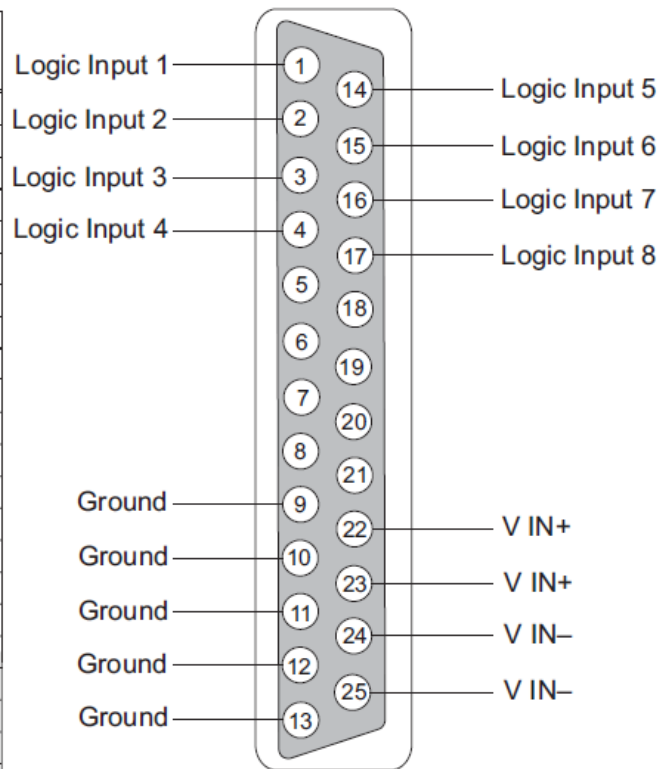 Logic Input 1
1
14
Logic Input 5
Logic Input 2
2
15
Logic Input 6
Logic Input 3
3
16
Logic Input 7
Logic Input 4
4
17
Logic Input 8
5
18
6
19
7
20
8
21
Ground
9
22
V IN+
Ground
10
23
V IN+
Ground
11
24
V IN–
Ground
12
25
V IN–
Ground
13